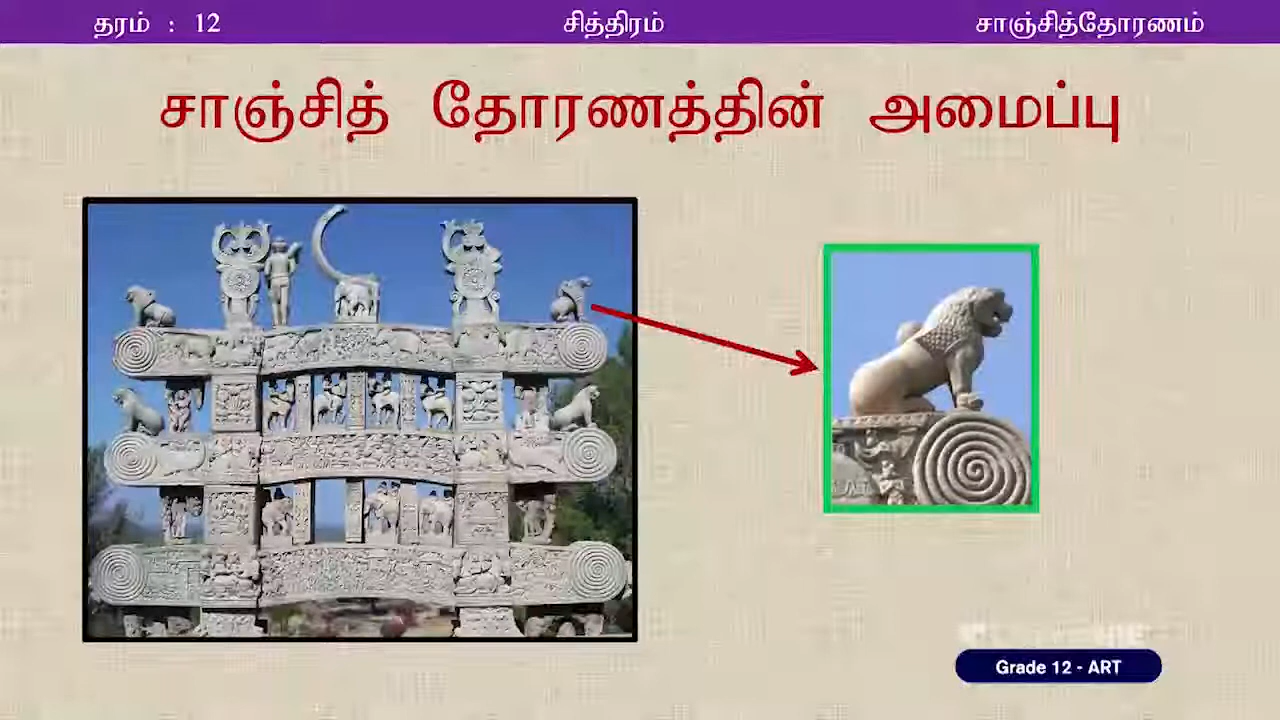 தரம் : 12 சித்திரம் சாஞ்சித்தோரணம்
சாஞ்சித் தோரணத்தின் அமைப்பு
Grade 12 - ART